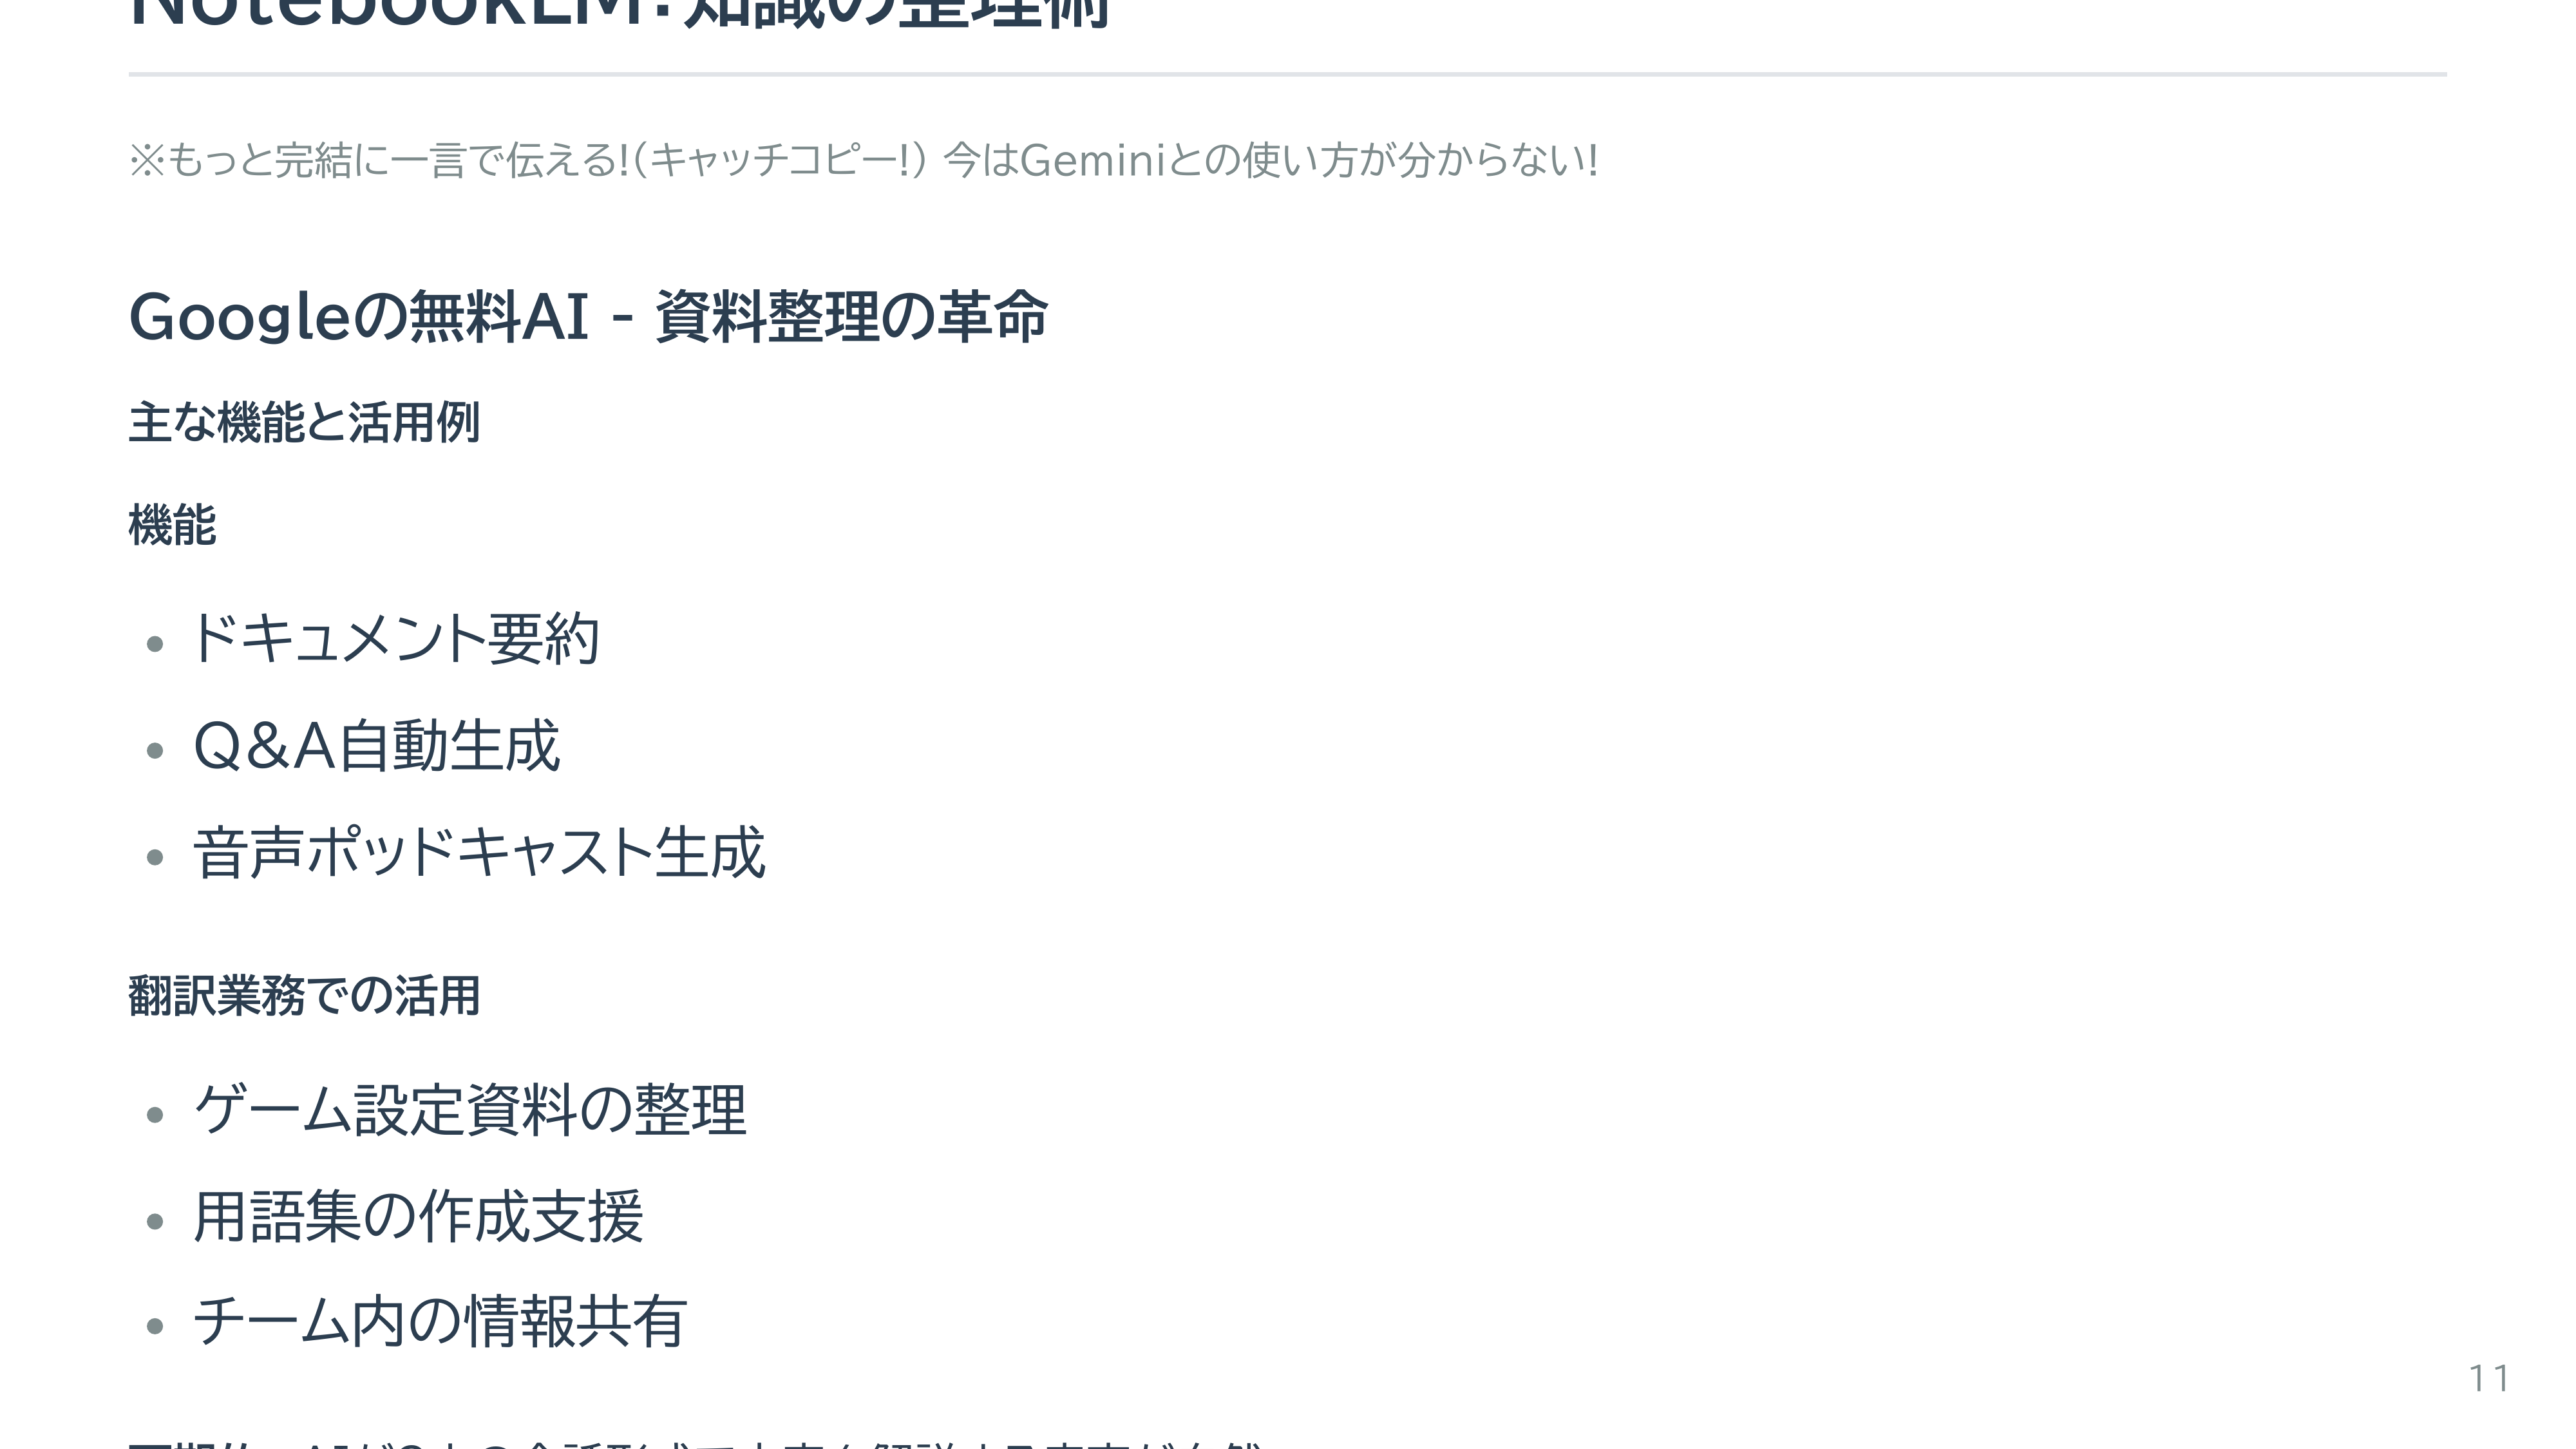 NotebookLM：知識の整理術
※もっと完結に一言で伝える！（キャッチコピー！） 今はGeminiとの使い方が分からない！
Googleの無料AI - 資料整理の革命
主な機能と活用例
機能
• ドキュメント要約
• Q&A自動生成
• 音声ポッドキャスト生成
翻訳業務での活用
• ゲーム設定資料の整理
• 用語集の作成支援
• チーム内の情報共有
11